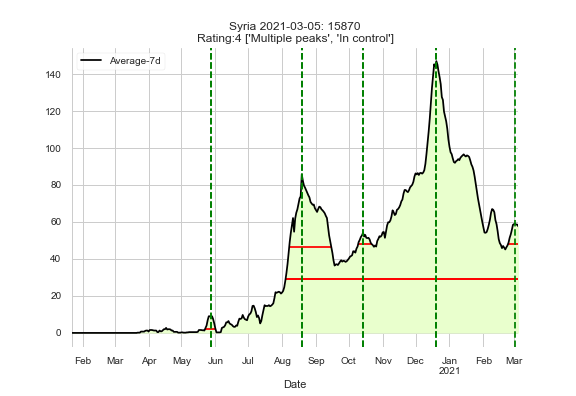 Syria 2021-03-05: 15870
Rating:4 ['Multiple peaks', 'In control']
Average-7d
140
120
100
80
60
40
20
0
Feb Mar Apr May Jun Jul Aug Sep Oct Nov Dec Jan Feb Mar
2021
Date